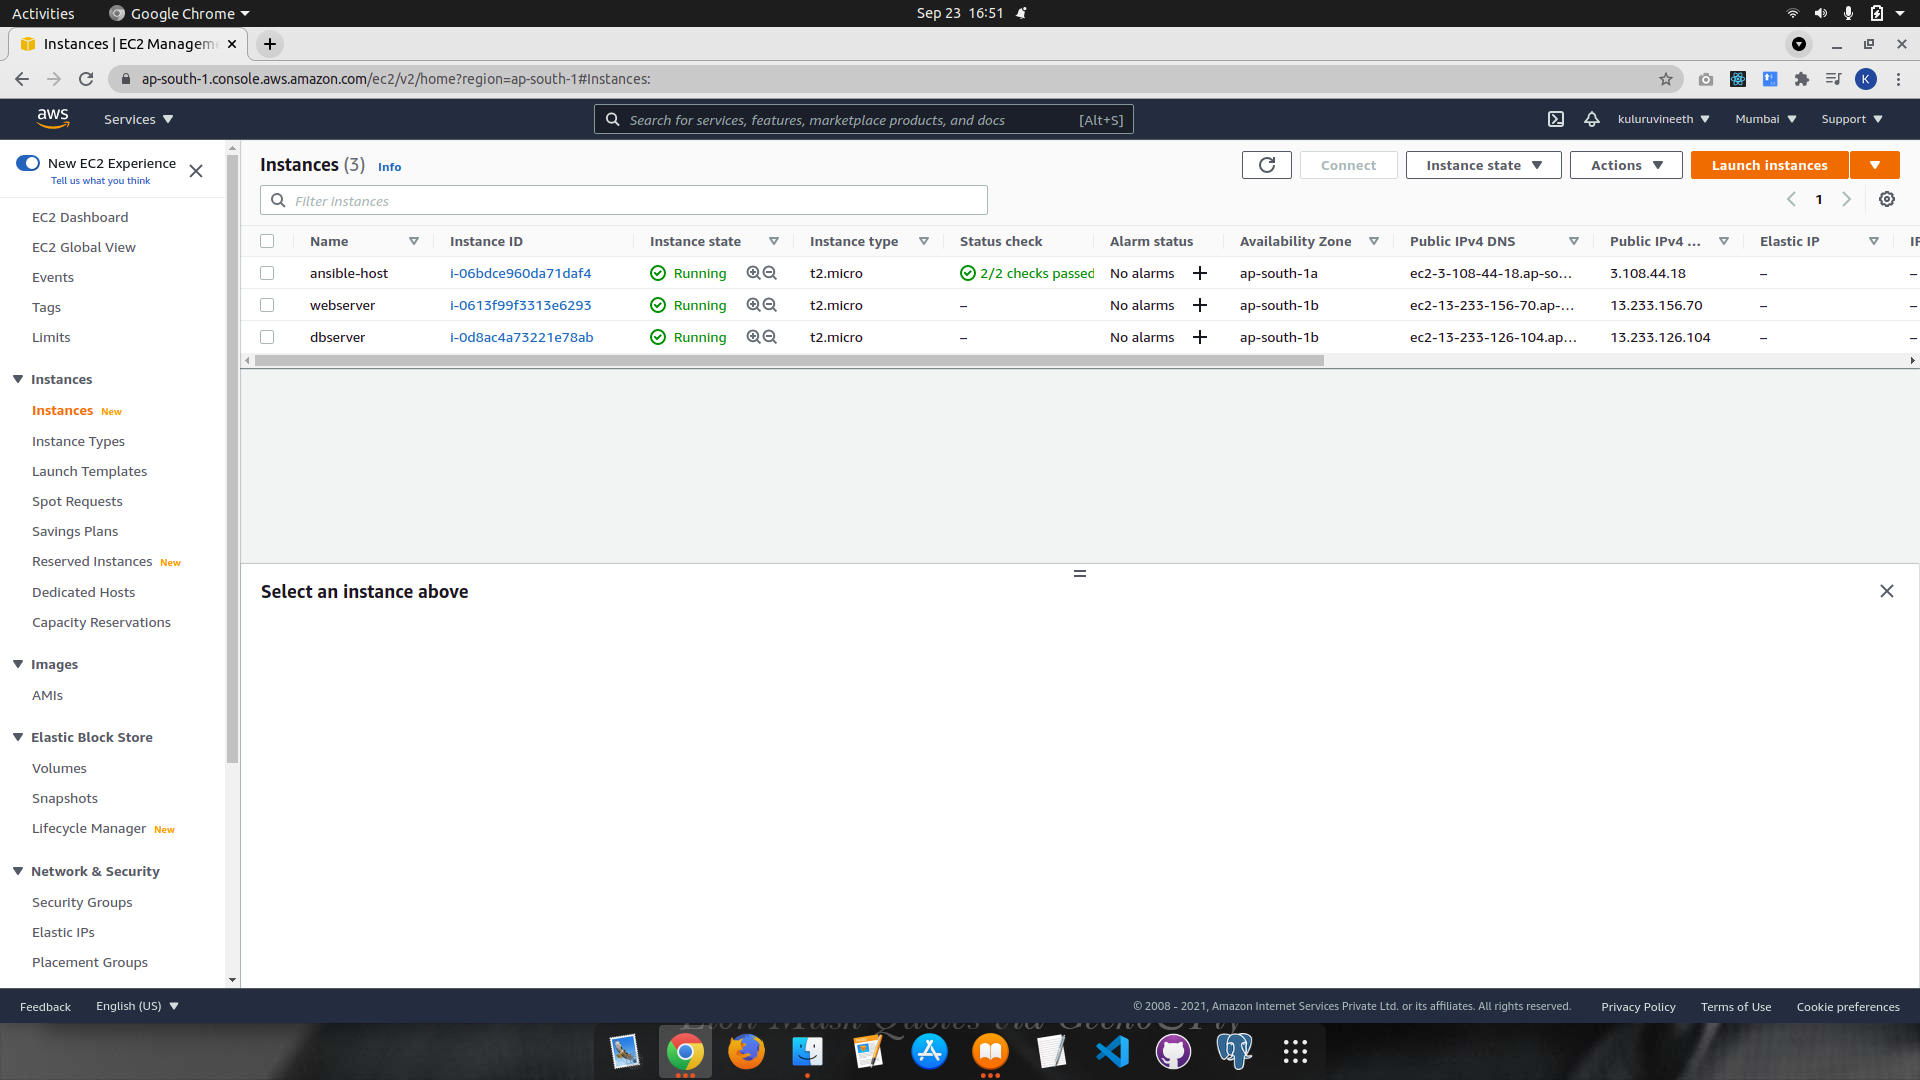 Activities
Google Chrome
Sep 23 16:51
Instances | EC2 Managem
ap-south-1.console.aws.amazon.com/ec2/v2/home?region=ap-south-1#Instances:
K
aws
Services
Search for services, features, marketplace products, and docs [Alt+S]
kuluruvineeth
Mumbai
Support
New EC2 Experience
Tell us what you think
EC2 Dashboard
EC2 Global View
Events
Tags
Limits
Instances
Instances New
Instance Types
Launch Templates
Spot Requests
Savings Plans
Reserved Instances New
Dedicated Hosts
Capacity Reservations
Images
AMIs
Elastic Block Store
Volumes
Snapshots
Lifecycle Manager New
Network & Security
Security Groups
Elastic IPs
Placement Groups
Instances (3) Info
Connect
Instance state
Actions
Launch instances
Filter instances
1
Name Instance ID Instance state Instance type Status check Alarm status Availability Zone Public IPv4 DNS Public IPv4 ... Elastic IP IP
ansible-host i-06bdce960da71daf4 Running t2.micro 2/2 checks passed No alarms + ap-south-1a ec2-3-108-44-18.ap-so... 3.108.44.18 – –
webserver i-0613f99f3313e6293 Running t2.micro – No alarms + ap-south-1b ec2-13-233-156-70.ap-... 13.233.156.70 – –
dbserver i-0d8ac4a73221e78ab Running t2.micro – No alarms + ap-south-1b ec2-13-233-126-104.ap... 13.233.126.104 – –
Select an instance above
Feedback
English (US)
© 2008 - 2021, Amazon Internet Services Private Ltd. or its affiliates. All rights reserved.
Privacy Policy
Terms of Use
Cookie preferences